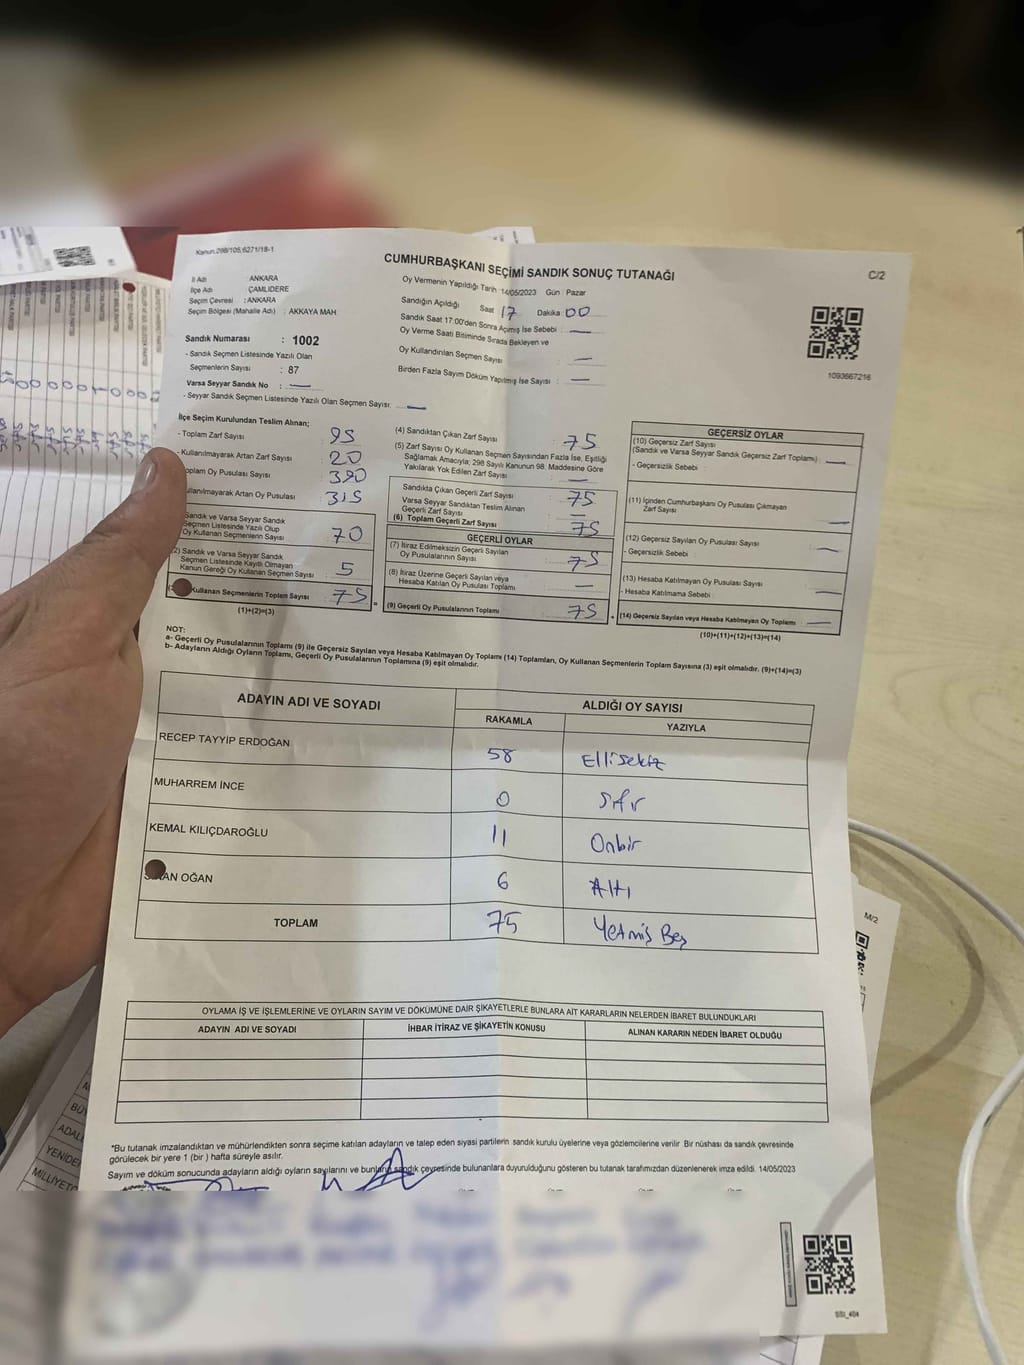 Kanun.298/105,6271/18-1
CUMHURBAŞKANI SEÇİMİ SANDIK SONUÇ TUTANAĞI
C/2
İl Adı : ANKARA
İlçe Adı : ÇAMLIDERE
Seçim Çevresi : ANKARA
Seçim Bölgesi (Mahalle Adı) : AKKAYA MAH
Sandık Numarası : 1002
- Sandık Seçmen Listesinde Yazılı Olan
Seçmenlerin Sayısı : 87
Varsa Seyyar Sandık No : —
- Seyyar Sandık Seçmen Listesinde Yazılı Olan Seçmen Sayısı: —
Oy Vermenin Yapıldığı Tarih :14/05/2023 Gün : Pazar
Sandığın Açıldığı Saat 17 Dakika 00
Sandık Saat 17:00'den Sonra Açımış İse Sebebi : —
Oy Verme Saati Bitiminde Sırada Bekleyen ve
Oy Kullandırılan Seçmen Sayısı : —
Birden Fazla Sayım Döküm Yapılmış İse Sayısı : —
1093667216
İlçe Seçim Kurulundan Teslim Alınan;
- Toplam Zarf Sayısı : 95
- Kullanılmayarak Artan Zarf Sayısı : 20
Toplam Oy Pusulası Sayısı : 390
Kullanılmayarak Artan Oy Pusulası : 315
Sandık ve Varsa Seyyar Sandık
Seçmen Listesinde Yazılı Olup
Oy Kullanan Seçmenlerin Sayısı : 70
(2) Sandık ve Varsa Seyyar Sandık
Seçmen Listesinde Kayıtlı Olmayan
Kanun Gereği Oy Kullanan Seçmen Sayısı : 5
Kullanan Seçmenlerin Toplam Sayısı : 75
(1)+(2)=(3)
(4) Sandıktan Çıkan Zarf Sayısı : 75
(5) Zarf Sayısı Oy Kullanan Seçmen Sayısından Fazla İse, Eşitliği
Sağlamak Amacıyla; 298 Sayılı Kanunun 98. Maddesine Göre
Yakılarak Yok Edilen Zarf Sayısı : —
Sandıkta Çıkan Geçerli Zarf Sayısı : 75
Varsa Seyyar Sandıktan Teslim Alınan
Geçerli Zarf Sayısı : —
(6) Toplam Geçerli Zarf Sayısı : 75
GEÇERLİ OYLAR
(7) İtiraz Edilmeksizin Geçerli Sayılan
Oy Pusulalarının Sayısı : 75
(8) İtiraz Üzerine Geçerli Sayılan veya
Hesaba Katılan Oy Pusulası Toplamı : —
(9) Geçerli Oy Pusulalarının Toplamı : 75
GEÇERSİZ OYLAR
(10) Geçersiz Zarf Sayısı
(Sandık ve Varsa Seyyar Sandık Geçersiz Zarf Toplamı) : —
- Geçersizlik Sebebi :
(11) İçinden Cumhurbaşkanı Oy Pusulası Çıkmayan
Zarf Sayısı : —
(12) Geçersiz Sayılan Oy Pusulası Sayısı : —
- Geçersizlik Sebebi :
(13) Hesaba Katılmayan Oy Pusulası Sayısı :
- Hesaba Katılmama Sebebi : —
(14) Geçersiz Sayılan veya Hesaba Katılmayan Oy Toplamı : —
(10)+(11)+(12)+(13)=(14)
NOT:
a- Geçerli Oy Pusulalarının Toplamı (9) ile Geçersiz Sayılan veya Hesaba Katılmayan Oy Toplamı (14) Toplamları, Oy Kullanan Seçmenlerin Toplam Sayısına (3) eşit olmalıdır. (9)+(14)=(3)
b- Adayların Aldığı Oyların Toplamı, Geçerli Oy Pusulalarının Toplamına (9) eşit olmalıdır.
ADAYIN ADI VE SOYADI
ALDIĞI OY SAYISI
RAKAMLA YAZIYLA
RECEP TAYYİP ERDOĞAN 58 Ellisekiz
MUHARREM İNCE 0 Sıfır
KEMAL KILIÇDAROĞLU 11 Onbir
OĞAN 6 Altı
TOPLAM 75 Yetmiş Beş
OYLAMA İŞ VE İŞLEMLERİNE VE OYLARIN SAYIM VE DÖKÜMÜNE DAİR ŞİKAYETLERLE BUNLARA AİT KARARLARIN NELERDEN İBARET BULUNDUKLARI
ADAYIN ADI VE SOYADI İHBAR İTİRAZ VE ŞİKAYETİN KONUSU ALINAN KARARIN NEDEN İBARET OLDUĞU
*Bu tutanak imzalandıktan ve mühürlendikten sonra seçime katılan adayların ve talep eden siyasi partilerin sandık kurulu üyelerine veya gözlemcilerine verilir. Bir nüshası da sandık çevresinde
görülecek bir yere 1 (bir ) hafta süreyle asılır.
Sayım ve döküm sonucunda adayların aldığı oyların sayılarını ve bunların sandık çevresinde bulunanlara duyurulduğunu gösteren bu tutanak tarafımızdan düzenlenerek imza edildi. 14/05/2023
M/2